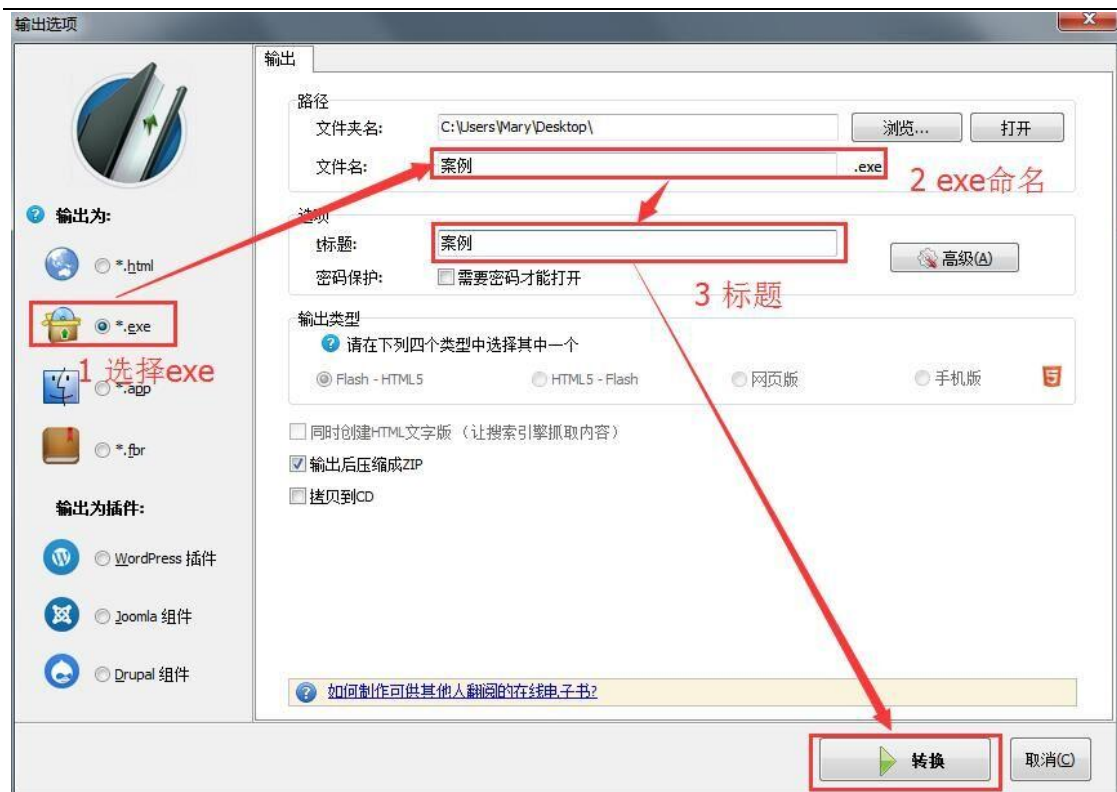 输出选项
输出
路径
文件夹名: C:\Users\Mary\Desktop\ 浏览... 打开
文件名: 案例 .exe
2 exe命名
输出为:
选项
t标题: 案例
高级(A)
*.html
密码保护: 需要密码才能打开
3 标题
*.exe
输出类型
请在下列四个类型中选择其中一个
1 选择exe
Flash - HTML5 HTML5 - Flash 网页版 手机版
*.app
同时创建HTML文字版（让搜索引擎抓取内容）
*.fbr
输出后压缩成ZIP
拷贝到CD
输出为插件:
WordPress 插件
Joomla 组件
Drupal 组件
如何制作可供其他人翻阅的在线电子书?
转换 取消(C)